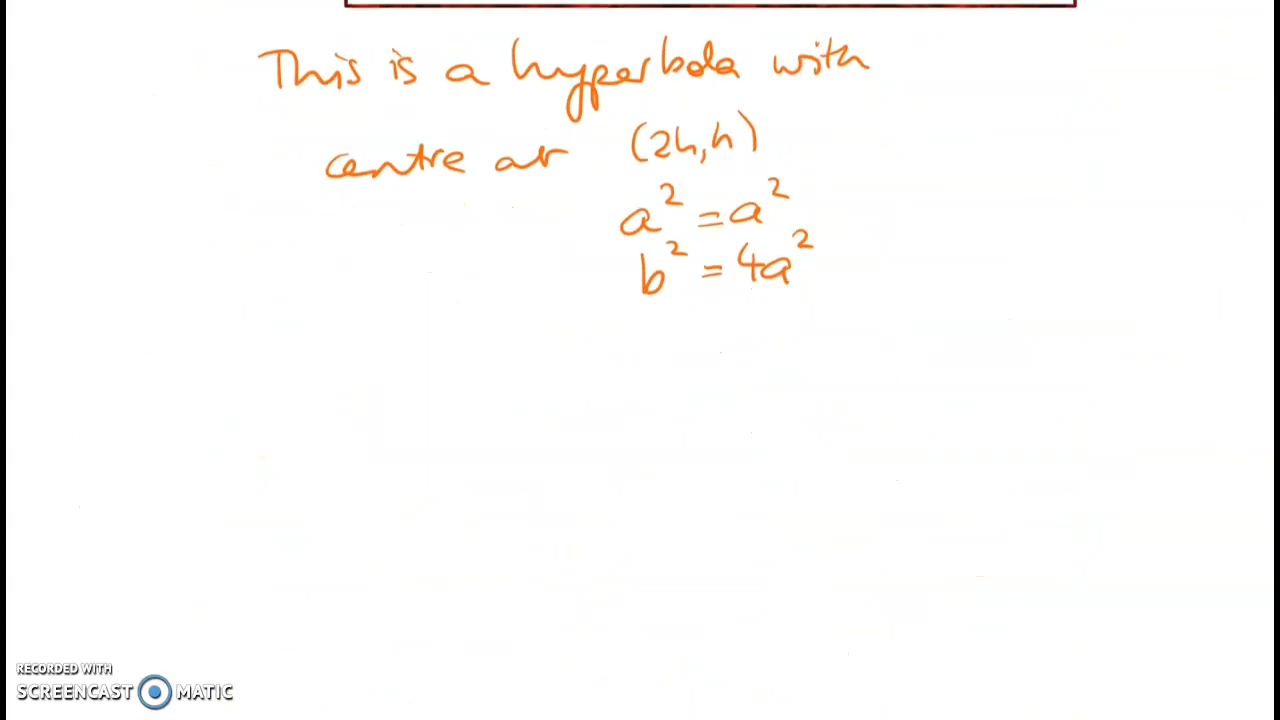 This is a hyperbola with
centre at (2h, h)
a² = a²
b² = 4a²
RECORDED WITH
SCREENCAST MATIC